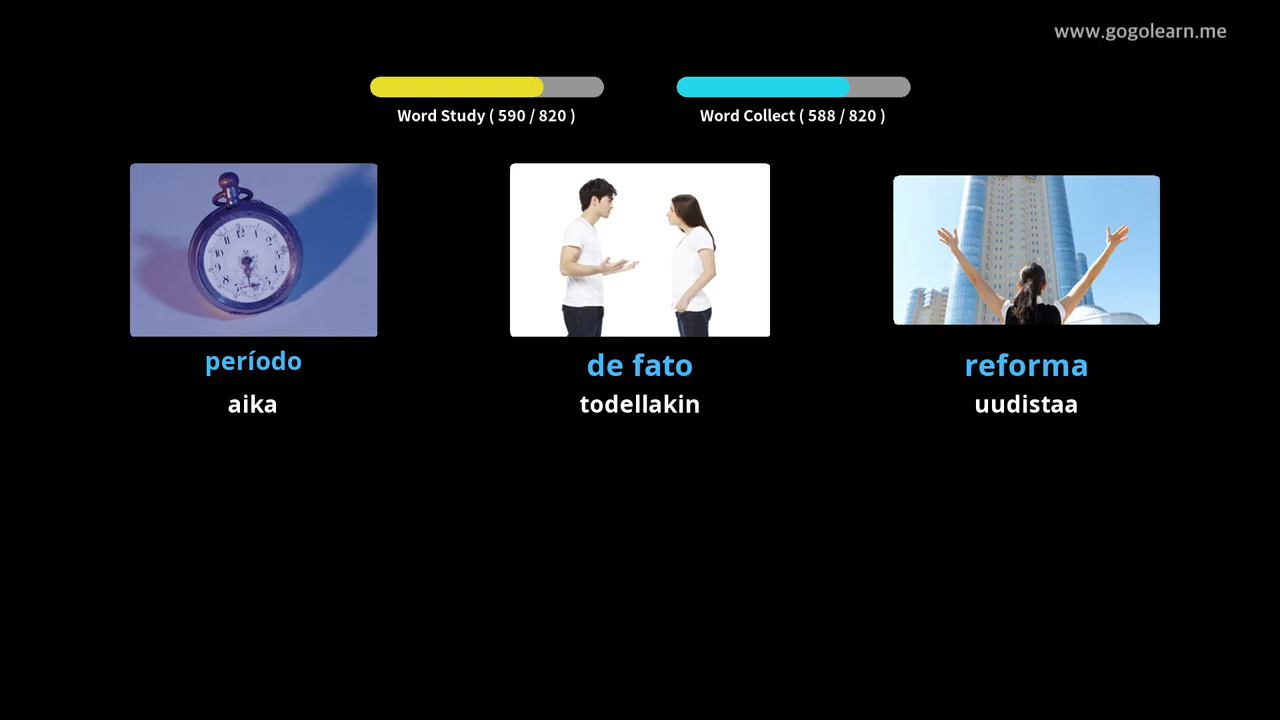 www.gogolearn.me
Word Study ( 590 / 820 )
Word Collect ( 588 / 820 )
período
de fato
reforma
aika
todellakin
uudistaa